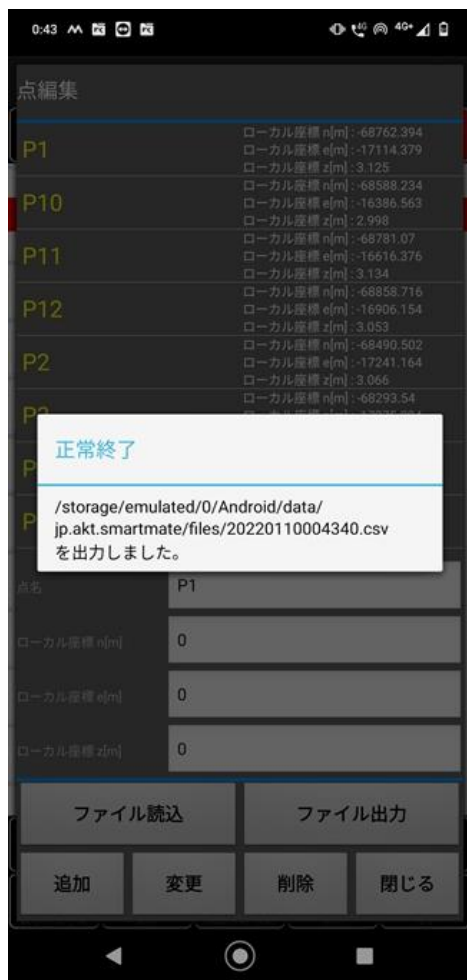 0:43
4G
4G+
点編集
P1
ローカル座標 n[m] : -68762.394
ローカル座標 e[m] : -17114.379
ローカル座標 z[m] : 3.125
P10
ローカル座標 n[m] : -68588.234
ローカル座標 e[m] : -16386.563
ローカル座標 z[m] : 2.998
P11
ローカル座標 n[m] : -68781.07
ローカル座標 e[m] : -16616.376
ローカル座標 z[m] : 3.134
P12
ローカル座標 n[m] : -68858.716
ローカル座標 e[m] : -16906.154
ローカル座標 z[m] : 3.053
P2
ローカル座標 n[m] : -68490.502
ローカル座標 e[m] : -17241.164
ローカル座標 z[m] : 3.066
ローカル座標 n[m] : -68293.54
正常終了
/storage/emulated/0/Android/data/
jp.akt.smartmate/files/20220110004340.csv
を出力しました。
点名
P1
ローカル座標 n[m]
0
ローカル座標 e[m]
0
ローカル座標 z[m]
0
ファイル読込 ファイル出力
追加 変更 削除 閉じる